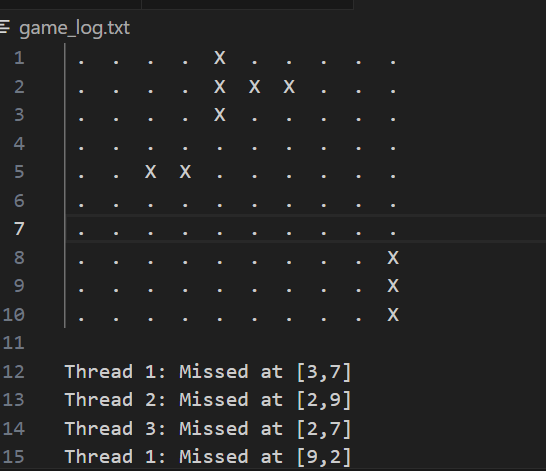 game_log.txt
1 . . . . X . . . . .
2 . . . . X X X . . .
3 . . . . X . . . . .
4 . . . . . . . . . .
5 . . X X . . . . . .
6 . . . . . . . . . .
7 . . . . . . . . . .
8 . . . . . . . . . X
9 . . . . . . . . . X
10 . . . . . . . . . X
11
12 Thread 1: Missed at [3,7]
13 Thread 2: Missed at [2,9]
14 Thread 3: Missed at [2,7]
15 Thread 1: Missed at [9,2]